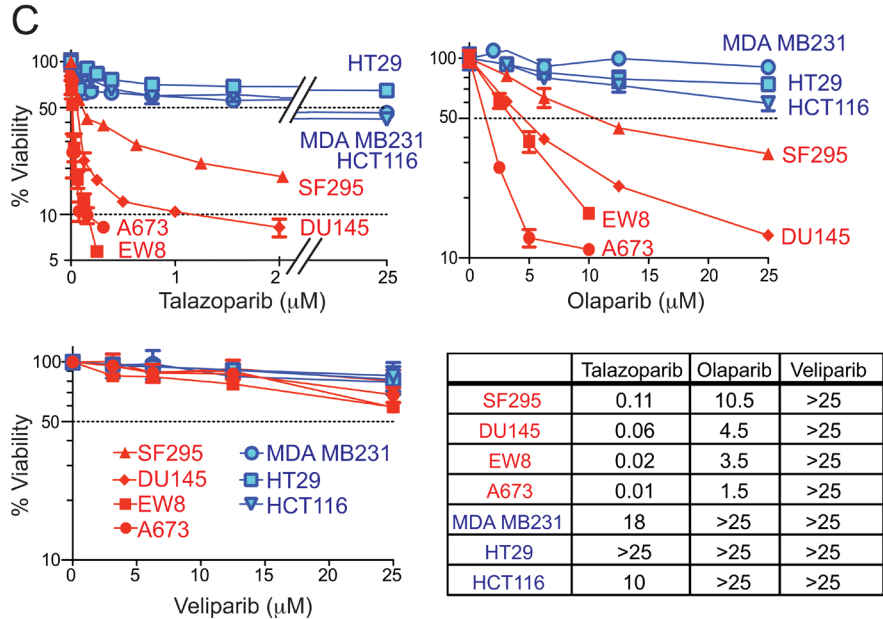 C
100
50
10
5
% Viability
0
1
2
25
Talazoparib (µM)
HT29
MDA MB231
HCT116
SF295
DU145
A673
EW8
100
50
10
0
5
10
15
20
25
Olaparib (µM)
MDA MB231
HT29
HCT116
SF295
DU145
EW8
A673
100
50
10
% Viability
0
5
10
15
20
25
Veliparib (µM)
SF295
DU145
EW8
A673
MDA MB231
HT29
HCT116
Talazoparib Olaparib Veliparib
SF295 0.11 10.5 >25
DU145 0.06 4.5 >25
EW8 0.02 3.5 >25
A673 0.01 1.5 >25
MDA MB231 18 >25 >25
HT29 >25 >25 >25
HCT116 10 >25 >25